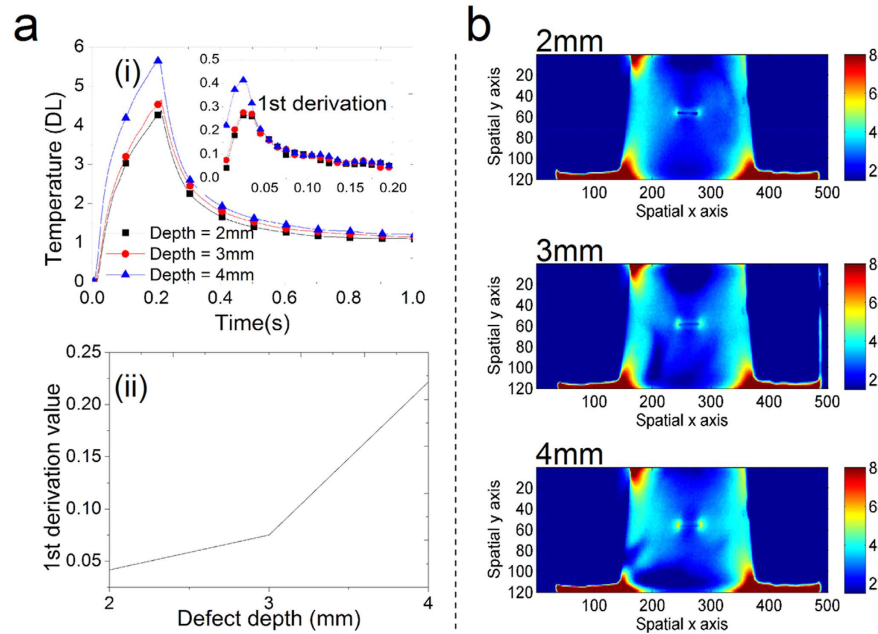 a
(i)
Temperature (DL)
6
5
4
3
2
1
0
0.0 0.2 0.4 0.6 0.8 1.0
Time(s)
Depth = 2mm
Depth = 3mm
Depth = 4mm
1st derivation
0.5
0.4
0.3
0.2
0.1
0.0
0.05 0.10 0.15 0.20
(ii)
1st derivation value
0.25
0.20
0.15
0.10
0.05
2 3 4
Defect depth (mm)
b
2mm
Spatial y axis
20
40
60
80
100
120
100 200 300 400 500
Spatial x axis
8
6
4
2
3mm
Spatial y axis
20
40
60
80
100
120
100 200 300 400 500
Spatial x axis
8
6
4
2
4mm
Spatial y axis
20
40
60
80
100
120
100 200 300 400 500
Spatial x axis
8
6
4
2